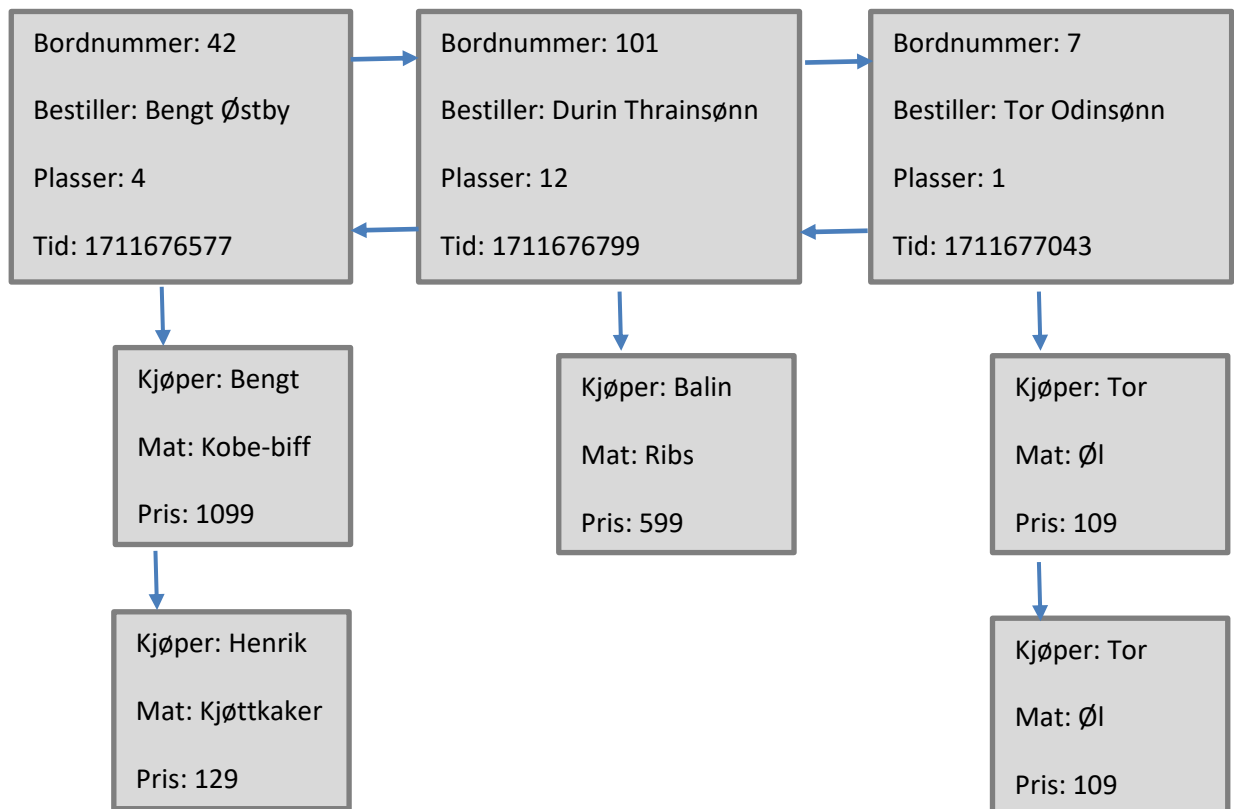 Bordnummer: 42
Bestiller: Bengt Østby
Plasser: 4
Tid: 1711676577
Bordnummer: 101
Bestiller: Durin Thrainsønn
Plasser: 12
Tid: 1711676799
Bordnummer: 7
Bestiller: Tor Odinsønn
Plasser: 1
Tid: 1711677043
Kjøper: Bengt
Mat: Kobe-biff
Pris: 1099
Kjøper: Balin
Mat: Ribs
Pris: 599
Kjøper: Tor
Mat: Øl
Pris: 109
Kjøper: Henrik
Mat: Kjøttkaker
Pris: 129
Kjøper: Tor
Mat: Øl
Pris: 109